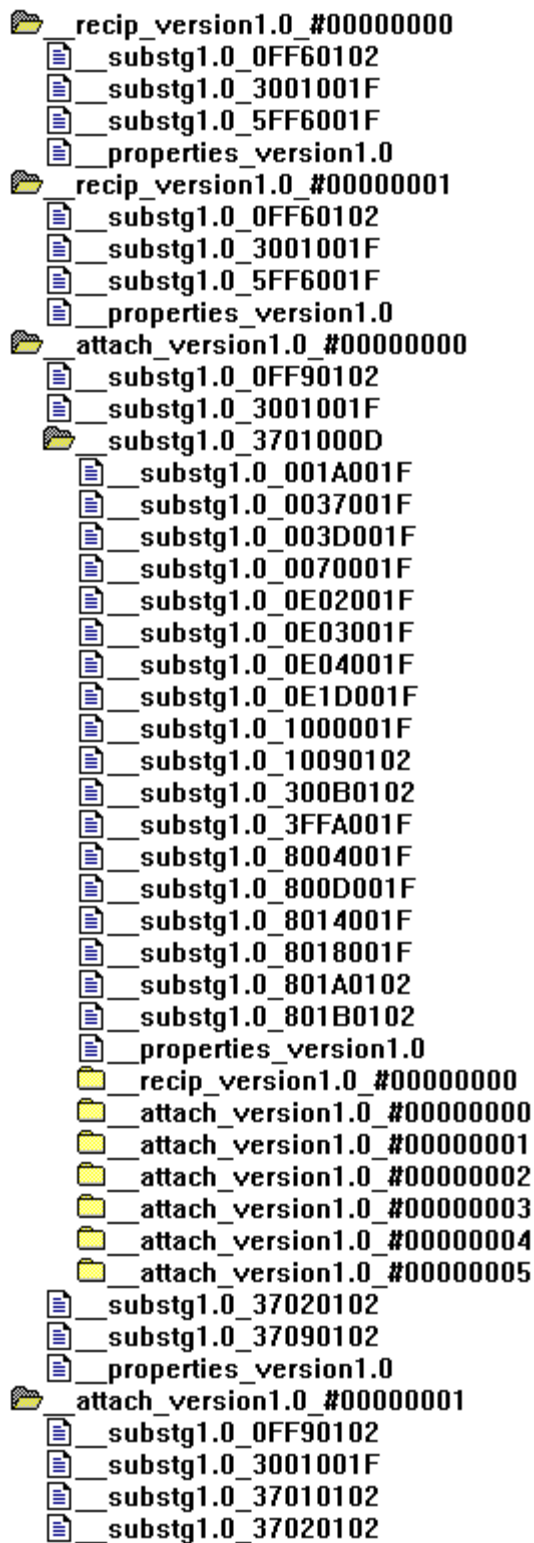 __recip_version1.0_#00000000
__substg1.0_0FF60102
__substg1.0_3001001F
__substg1.0_5FF6001F
__properties_version1.0
__recip_version1.0_#00000001
__substg1.0_0FF60102
__substg1.0_3001001F
__substg1.0_5FF6001F
__properties_version1.0
__attach_version1.0_#00000000
__substg1.0_0FF90102
__substg1.0_3001001F
__substg1.0_3701000D
__substg1.0_001A001F
__substg1.0_0037001F
__substg1.0_003D001F
__substg1.0_0070001F
__substg1.0_0E02001F
__substg1.0_0E03001F
__substg1.0_0E04001F
__substg1.0_0E1D001F
__substg1.0_1000001F
__substg1.0_10090102
__substg1.0_300B0102
__substg1.0_3FFA001F
__substg1.0_8004001F
__substg1.0_800D001F
__substg1.0_8014001F
__substg1.0_8018001F
__substg1.0_801A0102
__substg1.0_801B0102
__properties_version1.0
__recip_version1.0_#00000000
__attach_version1.0_#00000000
__attach_version1.0_#00000001
__attach_version1.0_#00000002
__attach_version1.0_#00000003
__attach_version1.0_#00000004
__attach_version1.0_#00000005
__substg1.0_37020102
__substg1.0_37090102
__properties_version1.0
__attach_version1.0_#00000001
__substg1.0_0FF90102
__substg1.0_3001001F
__substg1.0_37010102
__substg1.0_37020102